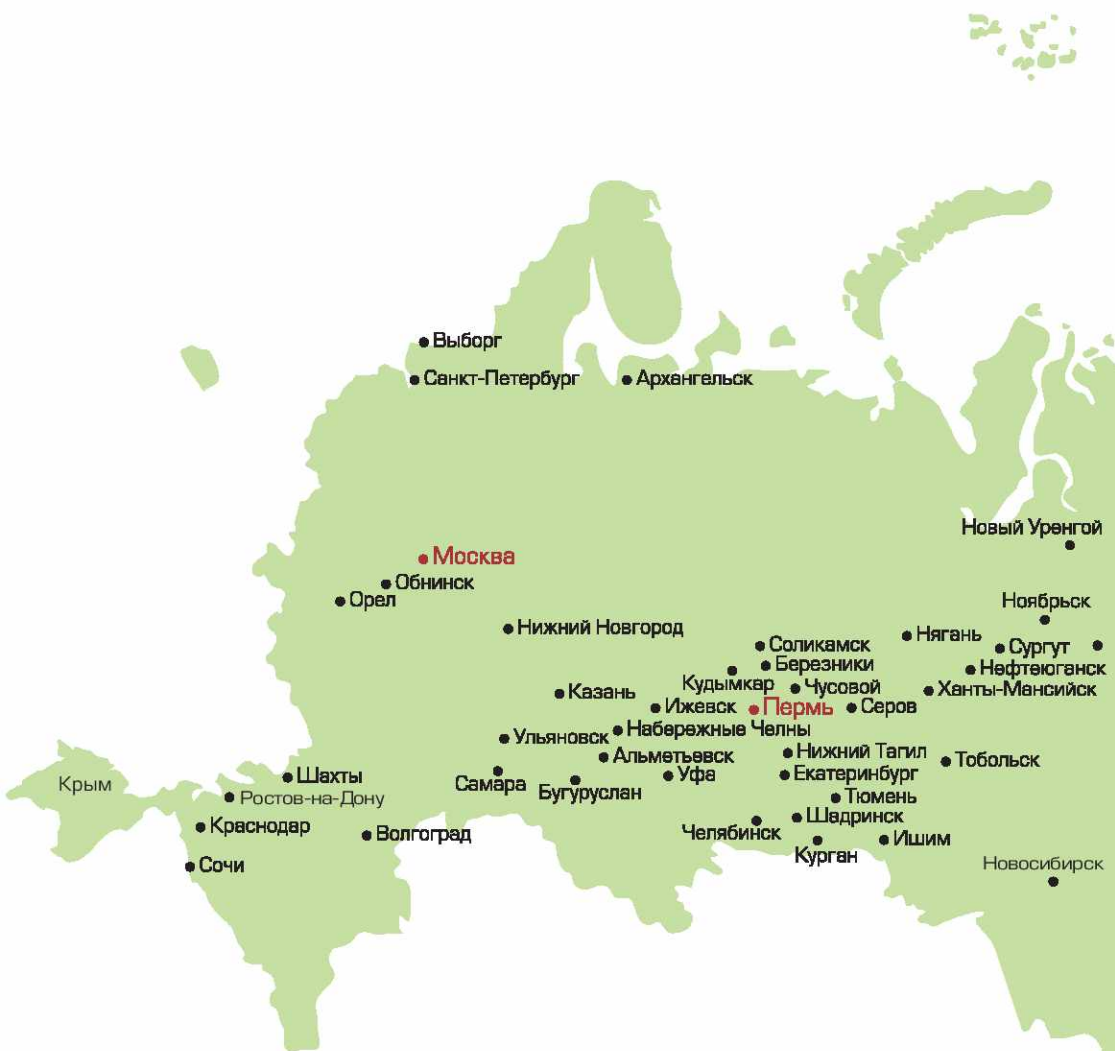 Выборг
Санкт-Петербург
Архангельск
Новый Уренгой
Москва
Обнинск
Орел
Ноябрьск
Нижний Новгород
Нягань
Соликамск
Сургут
Березники
Нефтеюганск
Кудымкар
Чусовой
Ханты-Мансийск
Казань
Ижевск
Пермь
Серов
Набережные Челны
Ульяновск
Альметьевск
Нижний Тагил
Тобольск
Шахты
Крым
Самара
Бугуруслан
Уфа
Екатеринбург
Ростов-на-Дону
Тюмень
Краснодар
Волгоград
Челябинск
Шадринск
Курган
Ишим
Сочи
Новосибирск